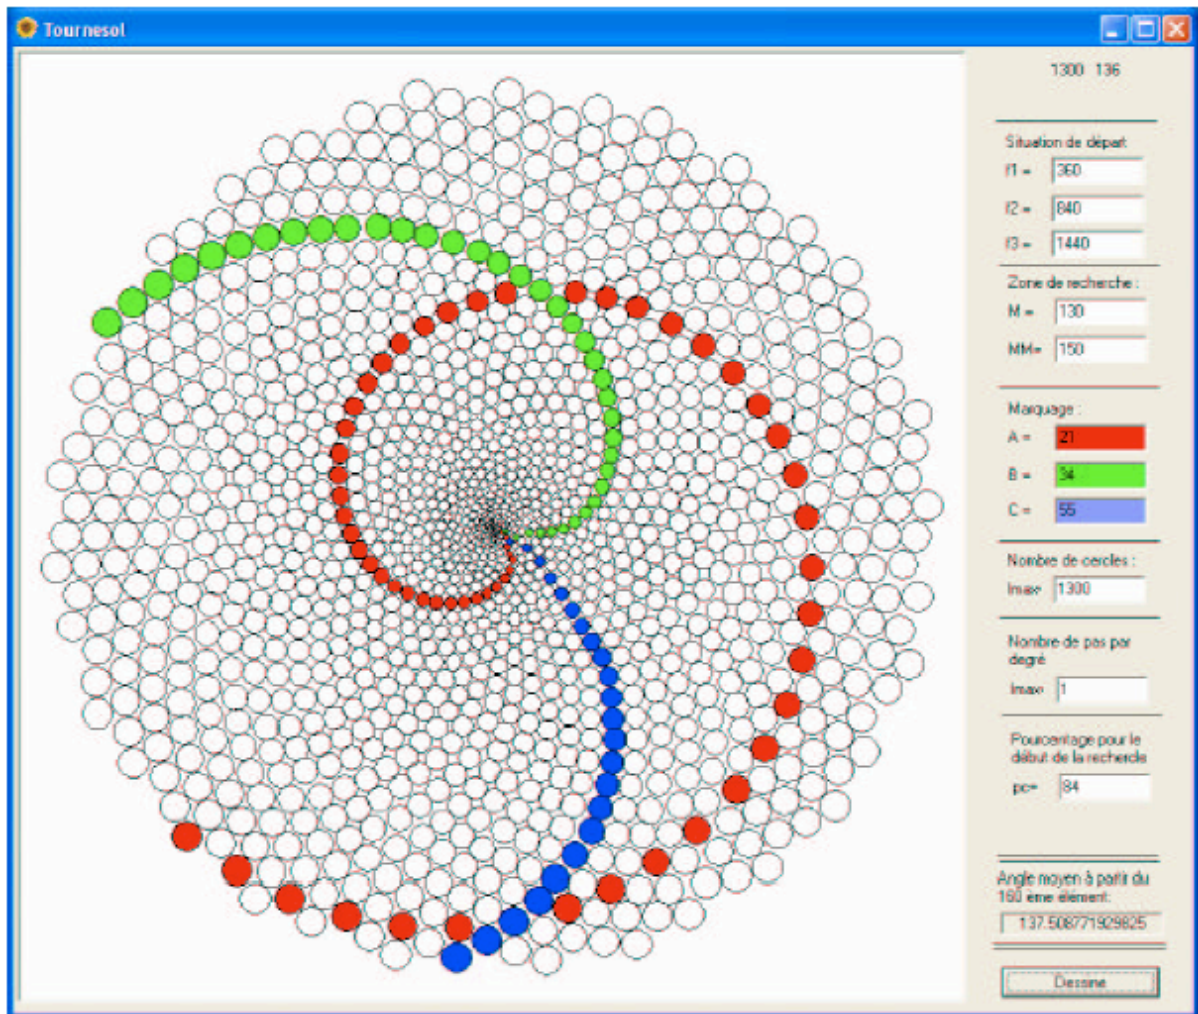 Tournesol
1300 136
Situation de départ
f1 = 360
f2 = 840
f3 = 1440
Zone de recherche :
M = 130
MM= 150
Marquage :
A = 21
B = 34
C = 55
Nombre de cercles :
Imax 1300
Nombre de pas par
degré
Imax 1
Pourcentage pour le
début de la recherche
pc= 84
Angle moyen à partir du
160 ème élément:
137.508771929825
Dessine